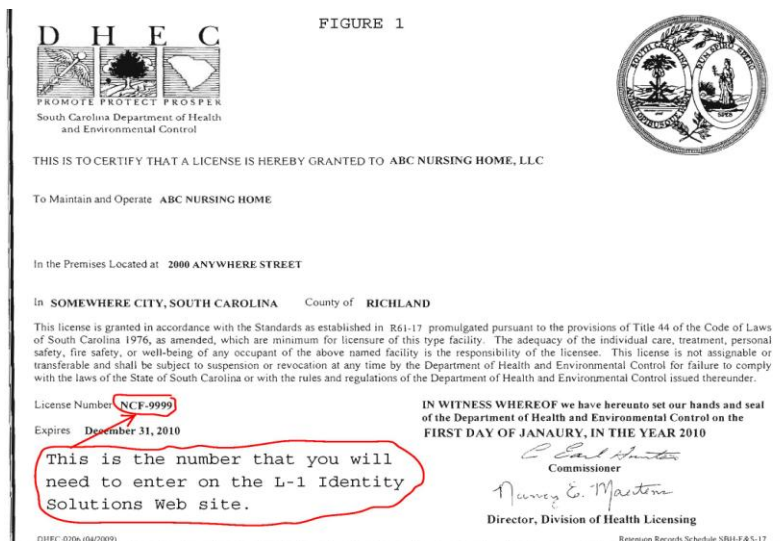 FIGURE 1
D H E C
PROMOTE PROTECT PROSPER
South Carolina Department of Health
and Environmental Control
SOUTH CAROLINA
DUM SPIRO SPERO
SPES
THIS IS TO CERTIFY THAT A LICENSE IS HEREBY GRANTED TO ABC NURSING HOME, LLC
To Maintain and Operate ABC NURSING HOME
In the Premises Located at 2000 ANYWHERE STREET
In SOMEWHERE CITY, SOUTH CAROLINA County of RICHLAND
This license is granted in accordance with the Standards as established in R61-17 promulgated pursuant to the provisions of Title 44 of the Code of Laws
of South Carolina 1976, as amended, which are minimum for licensure of this type facility. The adequacy of the individual care, treatment, personal
safety, fire safety, or well-being of any occupant of the above named facility is the responsibility of the licensee. This license is not assignable or
transferable and shall be subject to suspension or revocation at any time by the Department of Health and Environmental Control for failure to comply
with the laws of the State of South Carolina or with the rules and regulations of the Department of Health and Environmental Control issued thereunder.
License Number NCF-9999
Expires December 31, 2010
This is the number that you will
need to enter on the L-1 Identity
Solutions Web site.
IN WITNESS WHEREOF we have hereunto set our hands and seal
of the Department of Health and Environmental Control on the
FIRST DAY OF JANAURY, IN THE YEAR 2010
C. Earl Hunter
Commissioner
Director, Division of Health Licensing
DHEC 0206 (04/2009)
Retension Records Schedule SBH-F&S-17